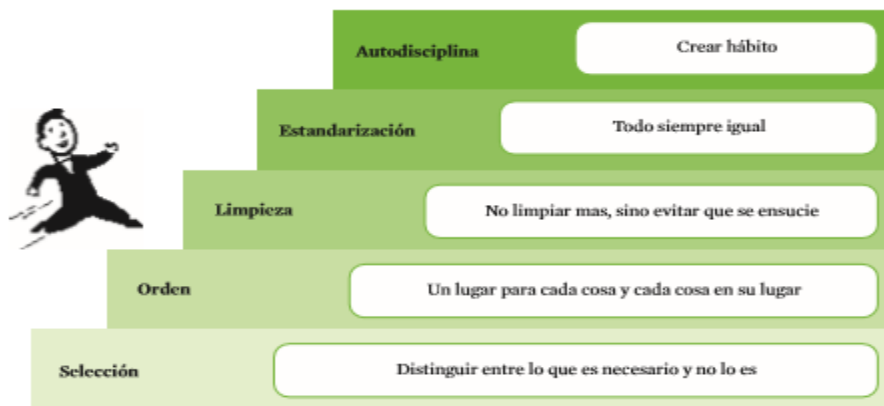 Autodisciplina
Crear hábito
Estandarización
Todo siempre igual
Limpieza
No limpiar mas, sino evitar que se ensucie
Orden
Un lugar para cada cosa y cada cosa en su lugar
Selección
Distinguir entre lo que es necesario y no lo es